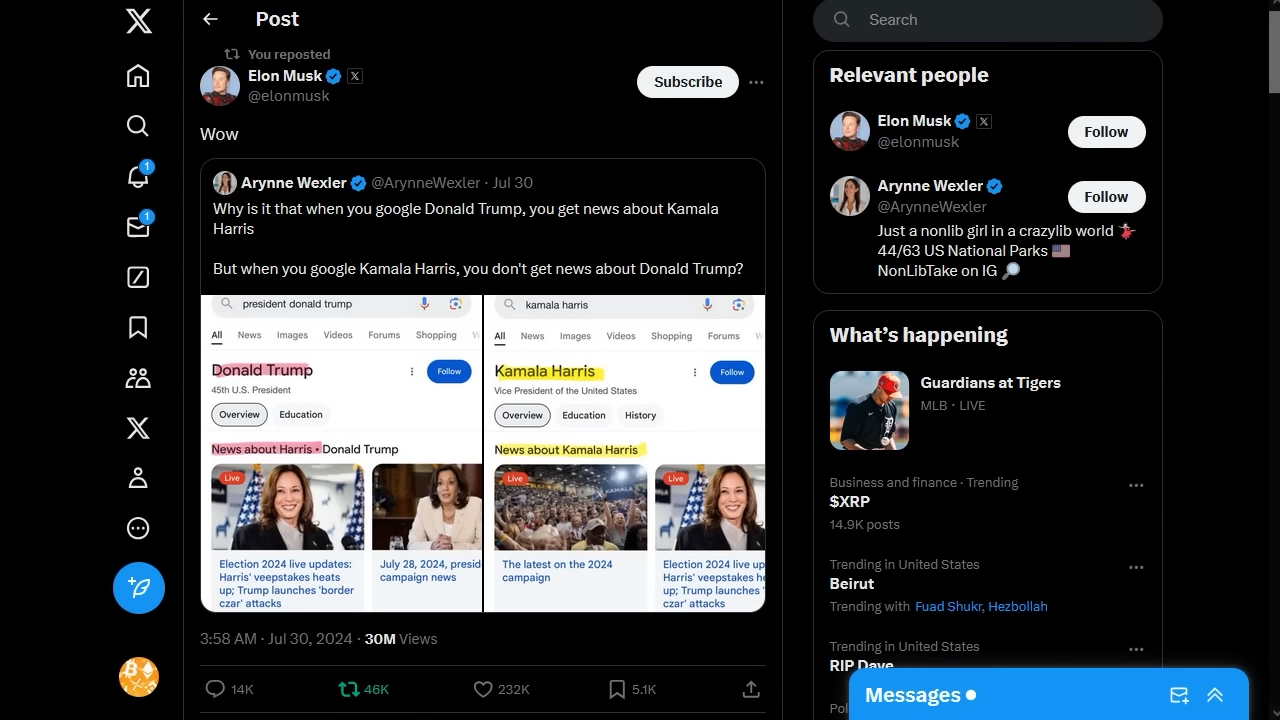 Post
You reposted
Elon Musk
@elonmusk
Subscribe
Wow
Arynne Wexler @ArynneWexler · Jul 30
Why is it that when you google Donald Trump, you get news about Kamala
Harris
But when you google Kamala Harris, you don't get news about Donald Trump?
president donald trump
All News Images Videos Forums Shopping
Donald Trump
Follow
45th U.S. President
Overview Education
News about Harris • Donald Trump
Live
Election 2024 live updates:
Harris' veepstakes heats
up; Trump launches 'border
czar' attacks
July 28, 2024, presid
campaign news
kamala harris
All News Images Videos Shopping Forums
Kamala Harris
Follow
Vice President of the United States
Overview Education History
News about Kamala Harris
Live
KAMALA
The latest on the 2024
campaign
Live
Election 2024 live up
Harris' veepstakes he
up; Trump launches 'b
czar' attacks
3:58 AM · Jul 30, 2024 · 30M Views
14K 46K 232K 5.1K
1
1
Search
Relevant people
Elon Musk
@elonmusk
Follow
Arynne Wexler
@ArynneWexler
Follow
Just a nonlib girl in a crazylib world
44/63 US National Parks
NonLibTake on IG
What's happening
Guardians at Tigers
MLB · LIVE
Business and finance · Trending
$XRP
14.9K posts
Trending in United States
Beirut
Trending with Fuad Shukr, Hezbollah
Trending in United States
RIP Dave
Pol
Messages